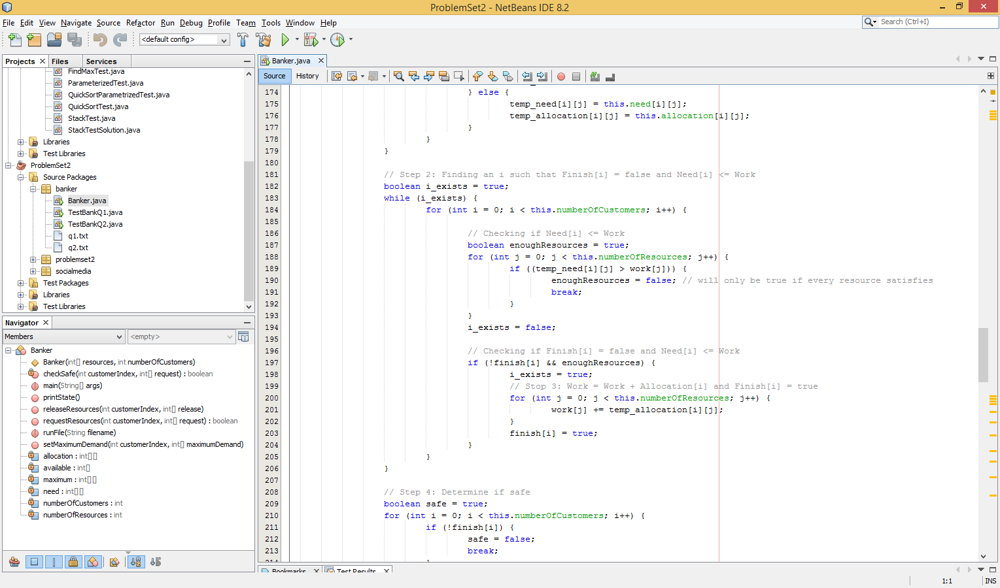 ProblemSet2 - NetBeans IDE 8.2
File Edit View Navigate Source Refactor Run Debug Profile Team Tools Window Help
Search (Ctrl+I)
<default config>
Projects Files Services
FindMaxTest.java
ParameterizedTest.java
QuickSortParametrizedTest.java
QuickSortTest.java
StackTest.java
StackTestSolution.java
Libraries
Test Libraries
ProblemSet2
Source Packages
banker
Banker.java
TestBankQ1.java
TestBankQ2.java
q1.txt
q2.txt
problemset2
socialmedia
Test Packages
Libraries
Test Libraries
Navigator
Members
<empty>
Banker
Banker(int[] resources, int numberOfCustomers)
checkSafe(int customerIndex, int[] request) : boolean
main(String[] args)
printState()
releaseResources(int customerIndex, int[] release)
requestResources(int customerIndex, int[] request) : boolean
runFile(String filename)
setMaximumDemand(int customerIndex, int[] maximumDemand)
allocation : int[][]
available : int[]
maximum : int[][]
need : int[][]
numberOfCustomers : int
numberOfResources : int
Banker.java
Source History
174 } else {
175 temp_need[i][j] = this.need[i][j];
176 temp_allocation[i][j] = this.allocation[i][j];
177 }
178 }
179 }
180
181 // Step 2: Finding an i such that Finish[i] = false and Need[i] <= Work
182 boolean i_exists = true;
183 while (i_exists) {
184 for (int i = 0; i < this.numberOfCustomers; i++) {
185
186 // Checking if Need[i] <= Work
187 boolean enoughResources = true;
188 for (int j = 0; j < this.numberOfResources; j++) {
189 if ((temp_need[i][j] > work[j])) {
190 enoughResources = false; // will only be true if every resource satisfies
191 break;
192 }
193 }
194 i_exists = false;
195
196 // Checking if Finish[i] = false and Need[i] <= Work
197 if (!finish[i] && enoughResources) {
198 i_exists = true;
199 // Stop 3: Work = Work + Allocation[i] and Finish[i] = true
200 for (int j = 0; j < this.numberOfResources; j++) {
201 work[j] += temp_allocation[i][j];
202 }
203 finish[i] = true;
204 }
205 }
206 }
207
208 // Step 4: Determine if safe
209 boolean safe = true;
210 for (int i = 0; i < this.numberOfCustomers; i++) {
211 if (!finish[i]) {
212 safe = false;
213 break;
214 }
Bookmarks Test Results
1:1 INS